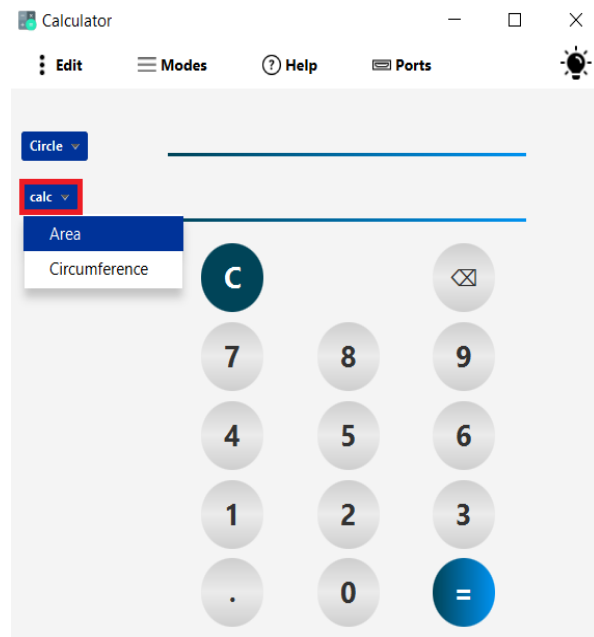 Calculator
Edit Modes Help Ports
Circle
calc
Area
Circumference
C
7 8 9
4 5 6
1 2 3
. 0 =